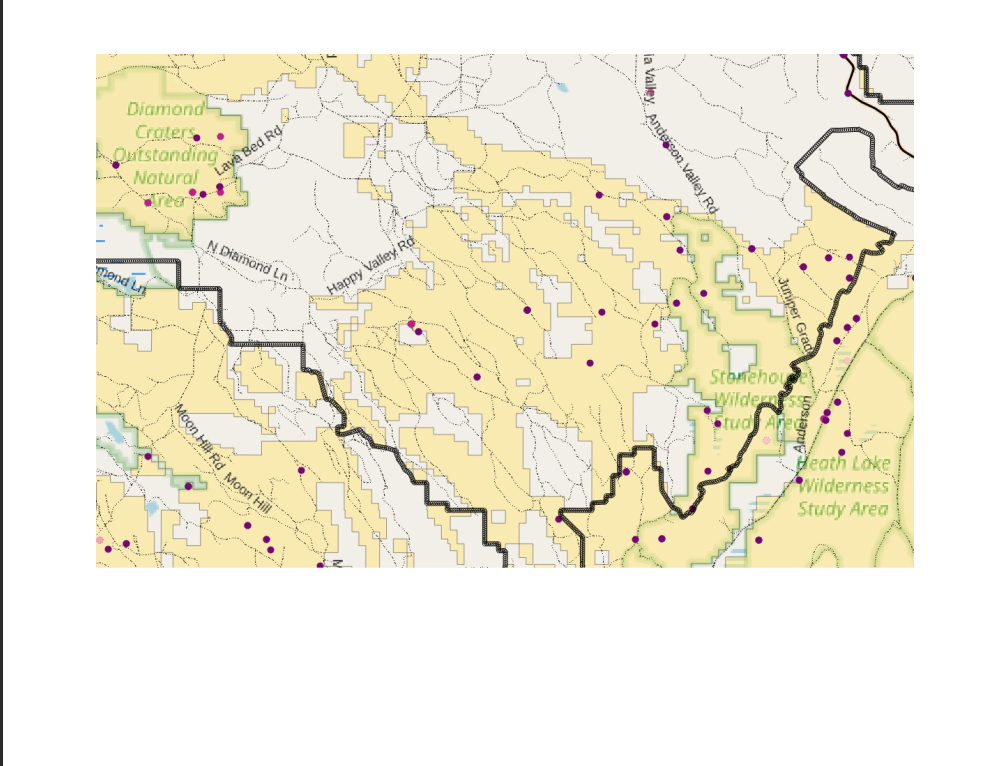 ia Valley
Anderson Valley Rd
Diamond
Craters
Outstanding
Natural
Area
Lava Bed Rd
N Diamond Ln
Happy Valley Rd
mond Ln
Juniper Grad
Stonehouse
Wilderness
Study Area
Anderson
Moon Hill Rd
Moon Hill
Heath Lake
Wilderness
Study Area